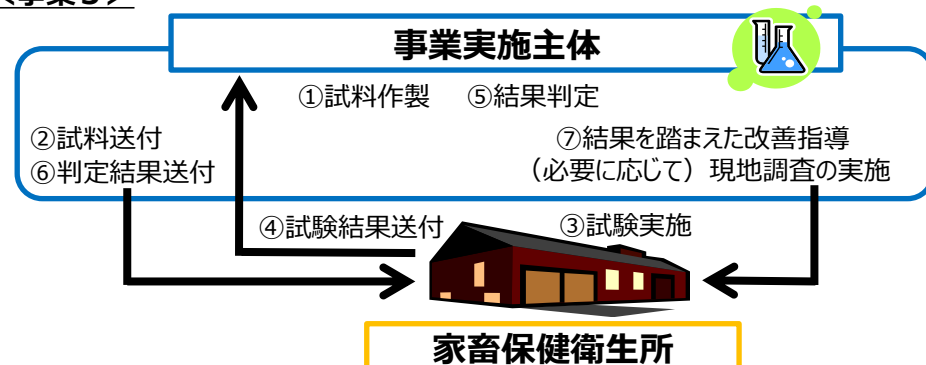 事業実施主体
①試料作製 ⑤結果判定
②試料送付
⑥判定結果送付
⑦結果を踏まえた改善指導
（必要に応じて）現地調査の実施
④試験結果送付
③試験実施
家畜保健衛生所